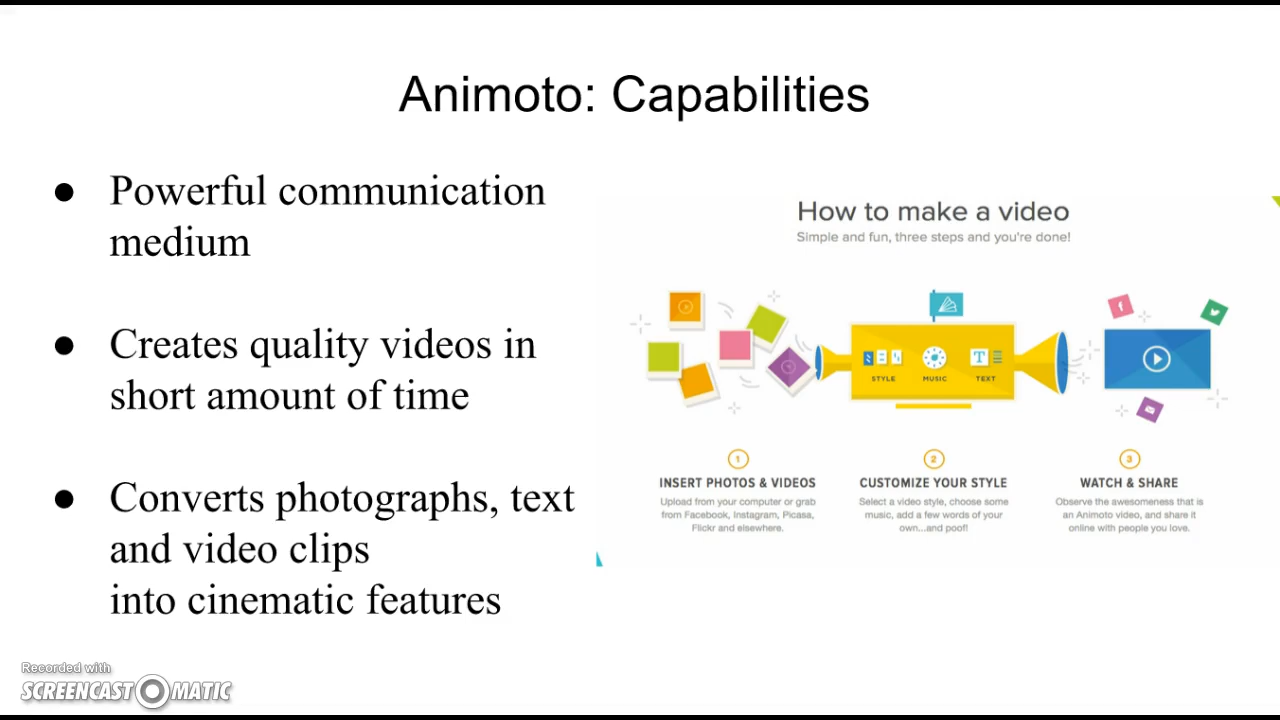 Animoto: Capabilities
● Powerful communication
medium
● Creates quality videos in
short amount of time
● Converts photographs, text
and video clips
into cinematic features
How to make a video
Simple and fun, three steps and you're done!
STYLE MUSIC TEXT
1
INSERT PHOTOS & VIDEOS
Upload from your computer or grab
from Facebook, Instagram, Picasa,
Flickr and elsewhere.
2
CUSTOMIZE YOUR STYLE
Select a video style, choose some
music, add a few words of your
own...and poof!
3
WATCH & SHARE
Observe the awesomeness that is
an Animoto video, and share it
online with people you love.
Recorded with
SCREENCAST-O-MATIC